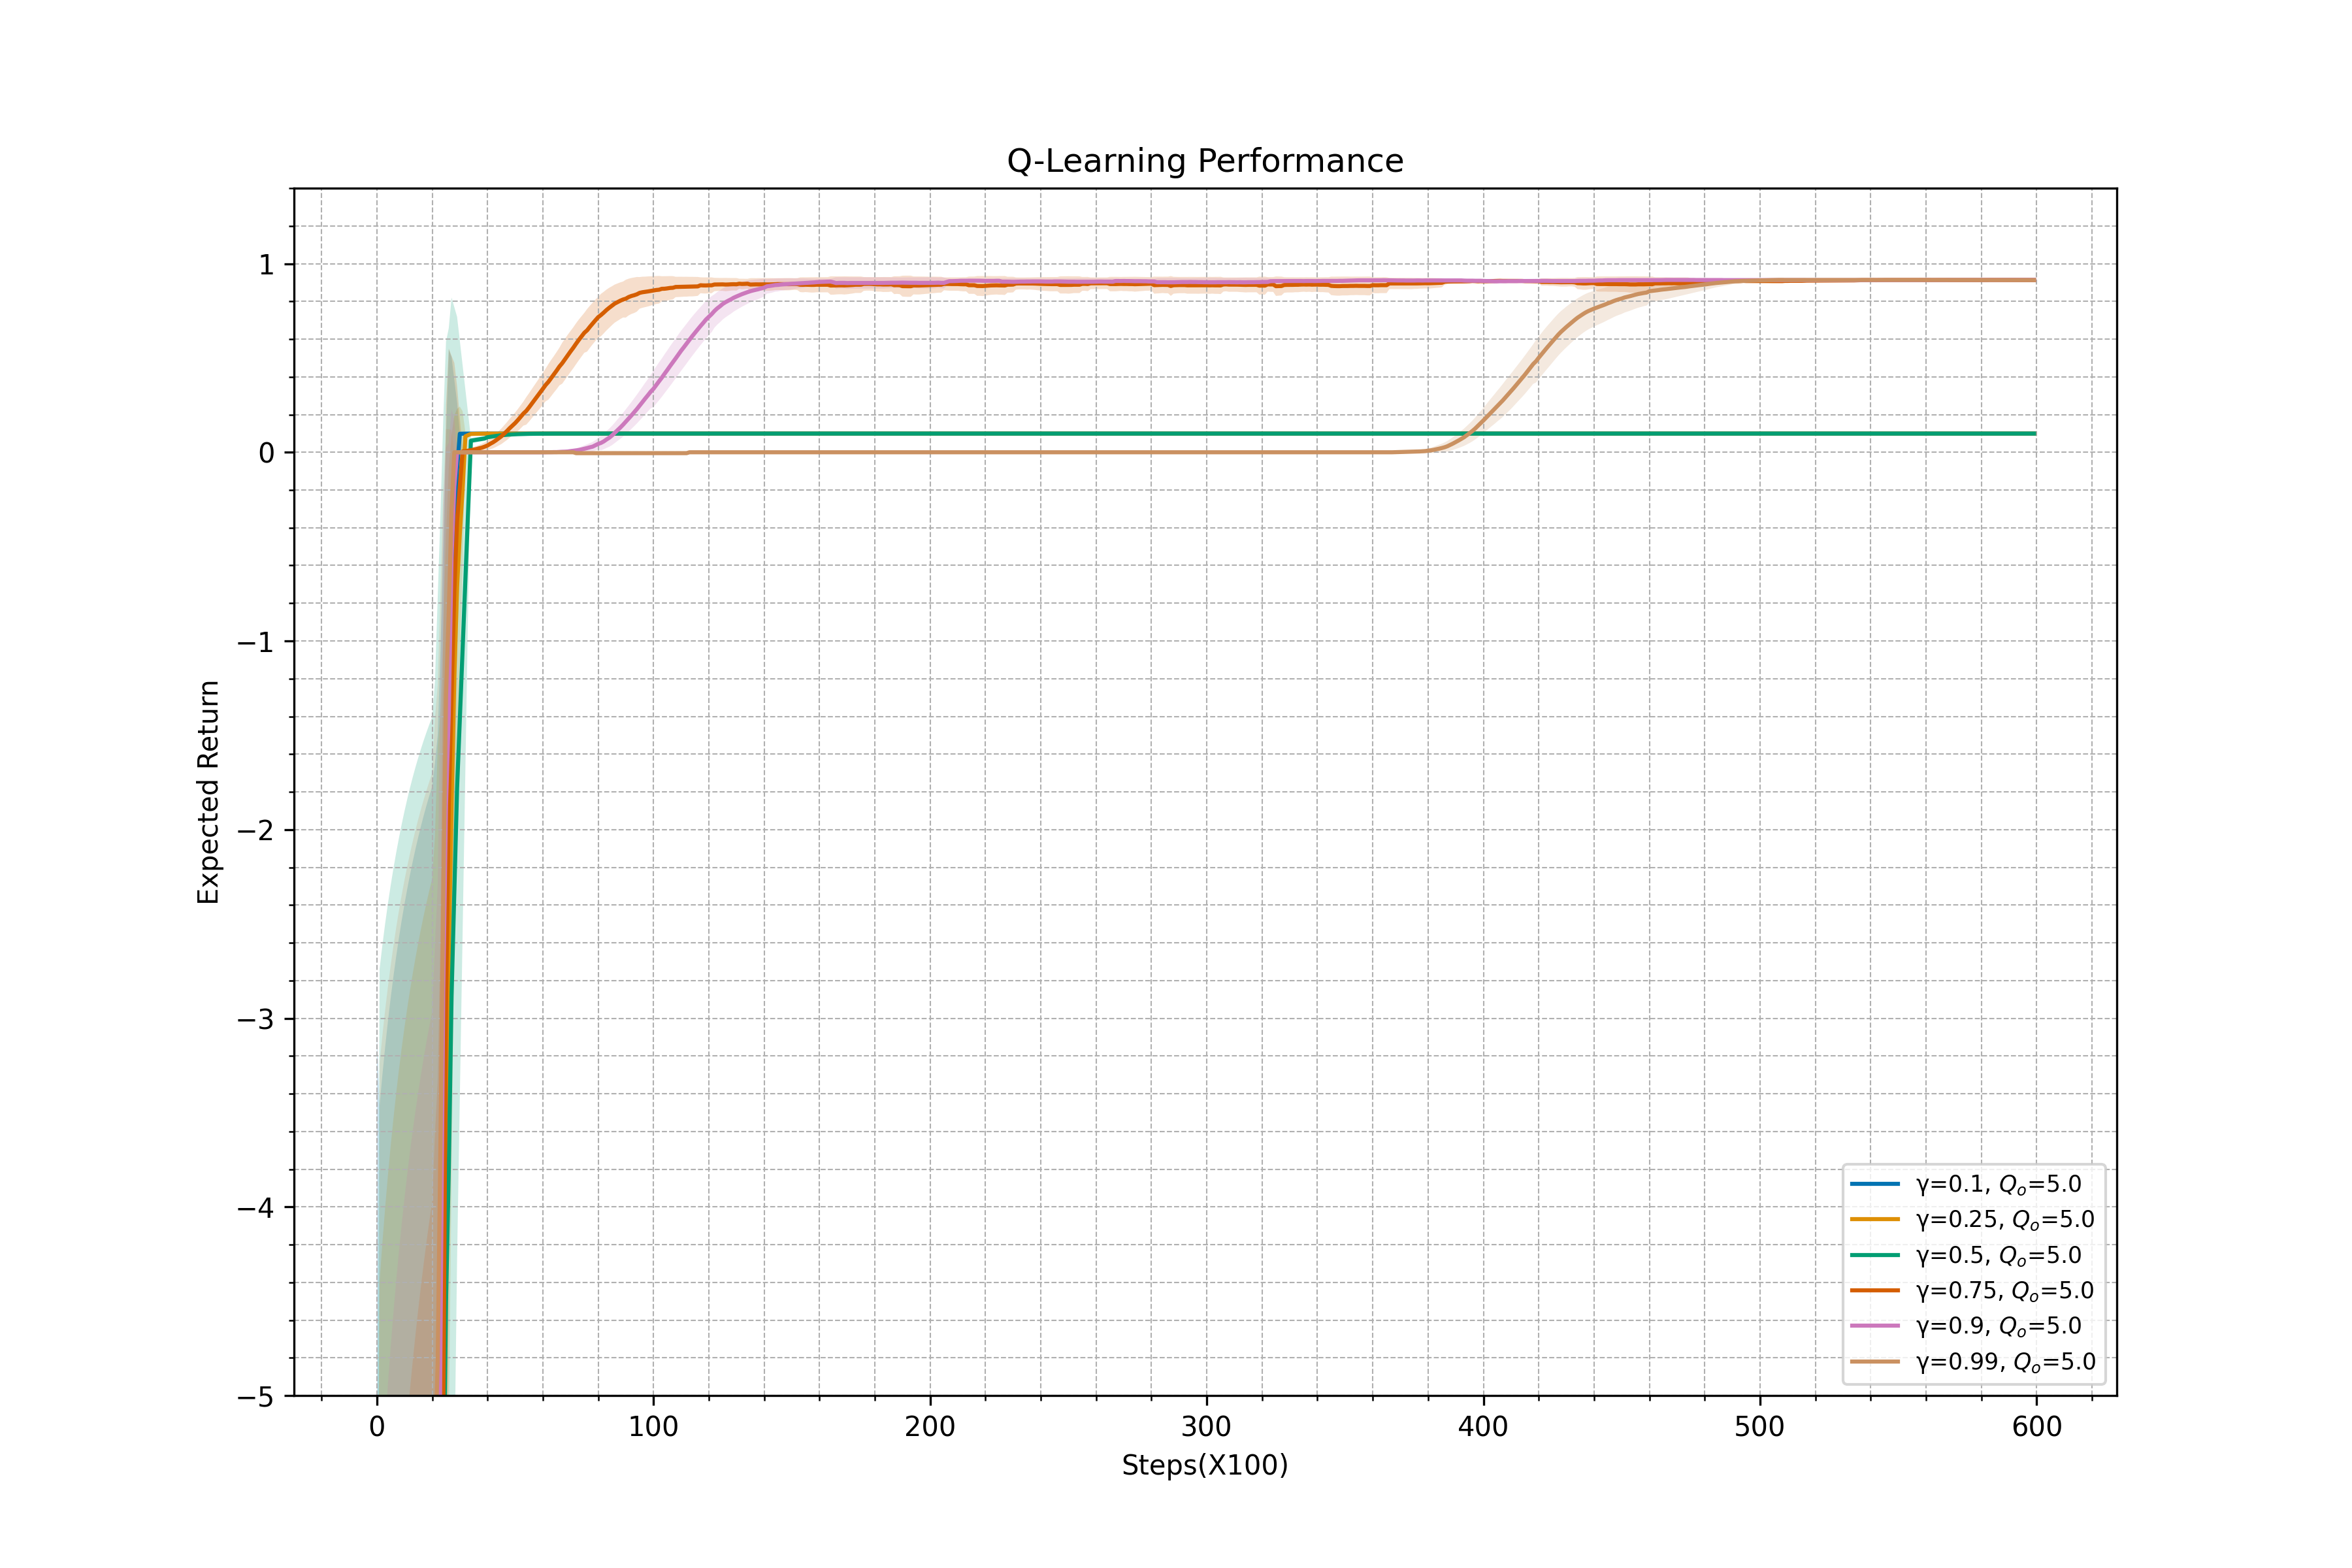 Q-Learning Performance
Expected Return
1
0
−1
−2
−3
−4
−5
0 100 200 300 400 500 600
Steps(X100)
γ=0.1, Qₒ=5.0
γ=0.25, Qₒ=5.0
γ=0.5, Qₒ=5.0
γ=0.75, Qₒ=5.0
γ=0.9, Qₒ=5.0
γ=0.99, Qₒ=5.0